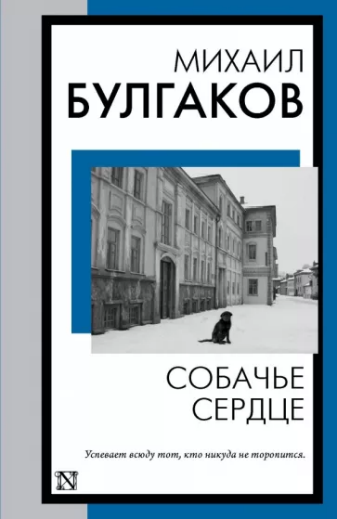 МИХАИЛ
БУЛГАКОВ
СОБАЧЬЕ
СЕРДЦЕ
Успевает всюду тот, кто никуда не торопится.
N